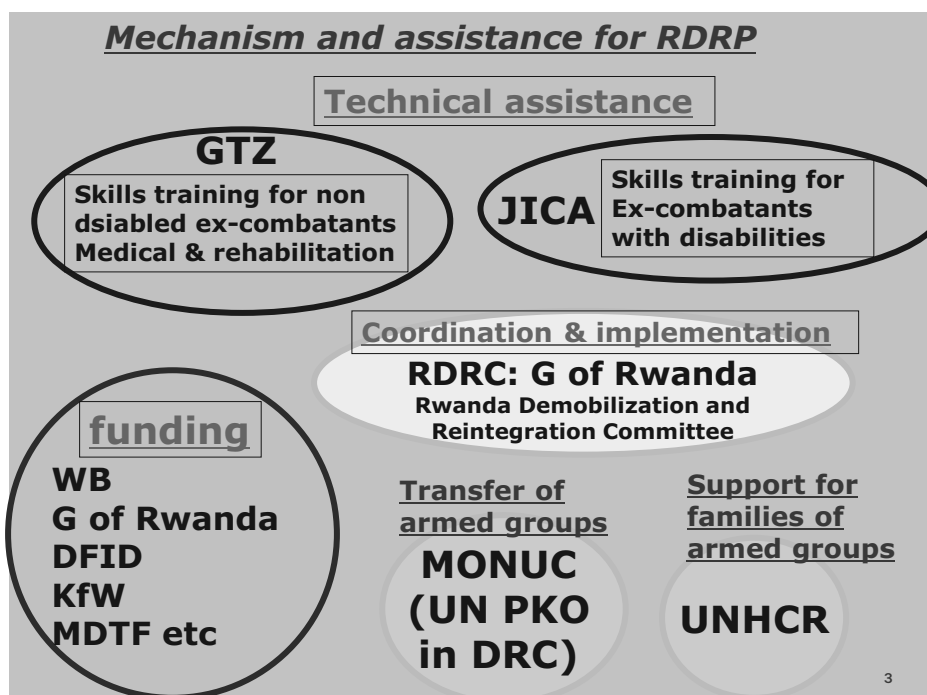 Mechanism and assistance for RDRP
Technical assistance
GTZ
Skills training for non
dsiabled ex-combatants
Medical & rehabilitation
JICA
Skills training for
Ex-combatants
with disabilities
Coordination & implementation
RDRC: G of Rwanda
Rwanda Demobilization and
Reintegration Committee
funding
WB
G of Rwanda
DFID
KfW
MDTF etc
Transfer of
armed groups
MONUC
(UN PKO
in DRC)
Support for
families of
armed groups
UNHCR
3